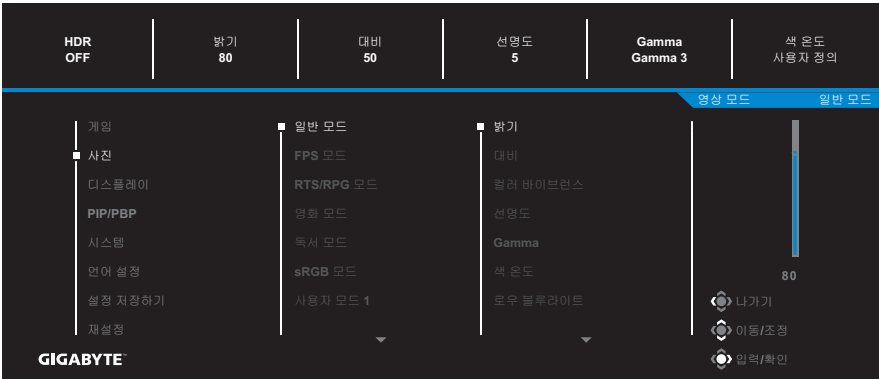 HDR
OFF
밝기
80
대비
50
선명도
5
Gamma
Gamma 3
색 온도
사용자 정의
영상 모드 일반 모드
게임
사진
디스플레이
PIP/PBP
시스템
언어 설정
설정 저장하기
재설정
일반 모드
FPS 모드
RTS/RPG 모드
영화 모드
독서 모드
sRGB 모드
사용자 모드 1
밝기
대비
컬러 바이브런스
선명도
Gamma
색 온도
로우 블루라이트
80
나가기
이동/조정
입력/확인
GIGABYTE™